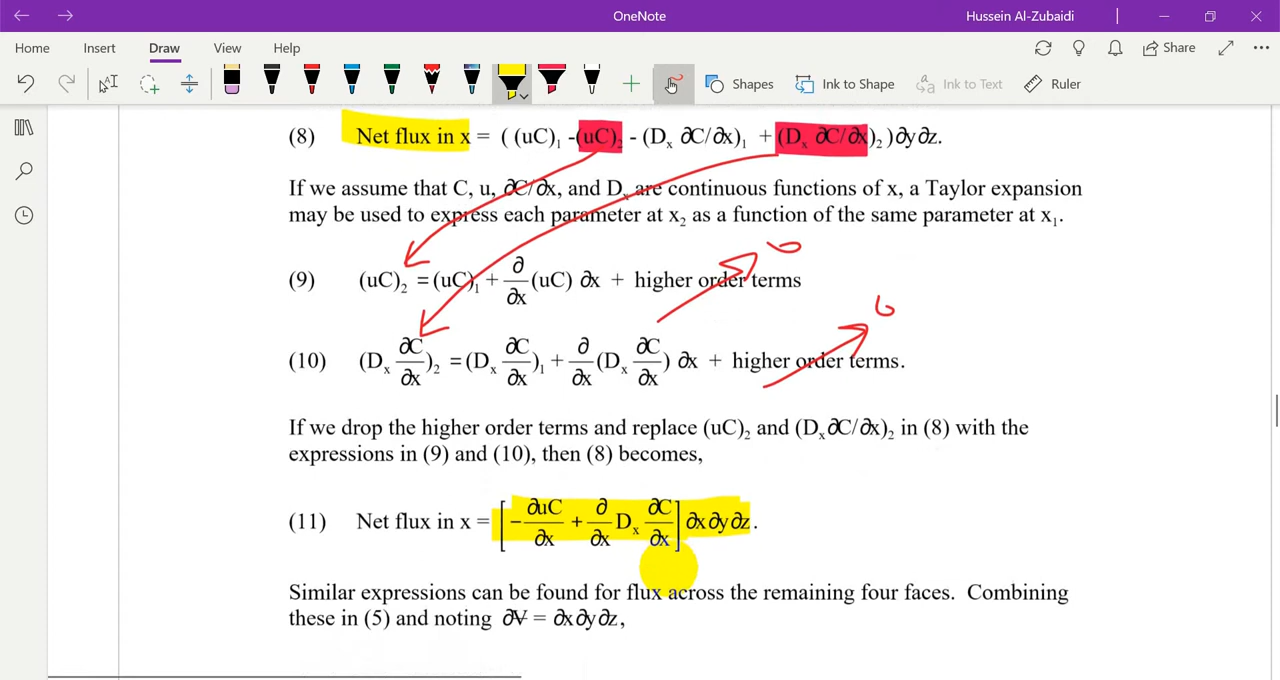 OneNote
Hussein Al-Zubaidi
Home Insert Draw View Help
Share
Shapes Ink to Shape Ink to Text Ruler
(8) Net flux in x = ( (uC)₁ -(uC)₂ - (Dₓ ∂C/∂x)₁ + (Dₓ ∂C/∂x)₂ )∂y∂z.
If we assume that C, u, ∂C/∂x, and Dₓ are continuous functions of x, a Taylor expansion
may be used to express each parameter at x₂ as a function of the same parameter at x₁.
(9) (uC)₂ = (uC)₁ + ∂/∂x (uC) ∂x + higher order terms
(10) (Dₓ ∂C/∂x)₂ = (Dₓ ∂C/∂x)₁ + ∂/∂x (Dₓ ∂C/∂x) ∂x + higher order terms.
If we drop the higher order terms and replace (uC)₂ and (Dₓ∂C/∂x)₂ in (8) with the
expressions in (9) and (10), then (8) becomes,
(11) Net flux in x = [ - ∂uC/∂x + ∂/∂x Dₓ ∂C/∂x ] ∂x∂y∂z.
Similar expressions can be found for flux across the remaining four faces. Combining
these in (5) and noting ∂V̶ = ∂x∂y∂z,